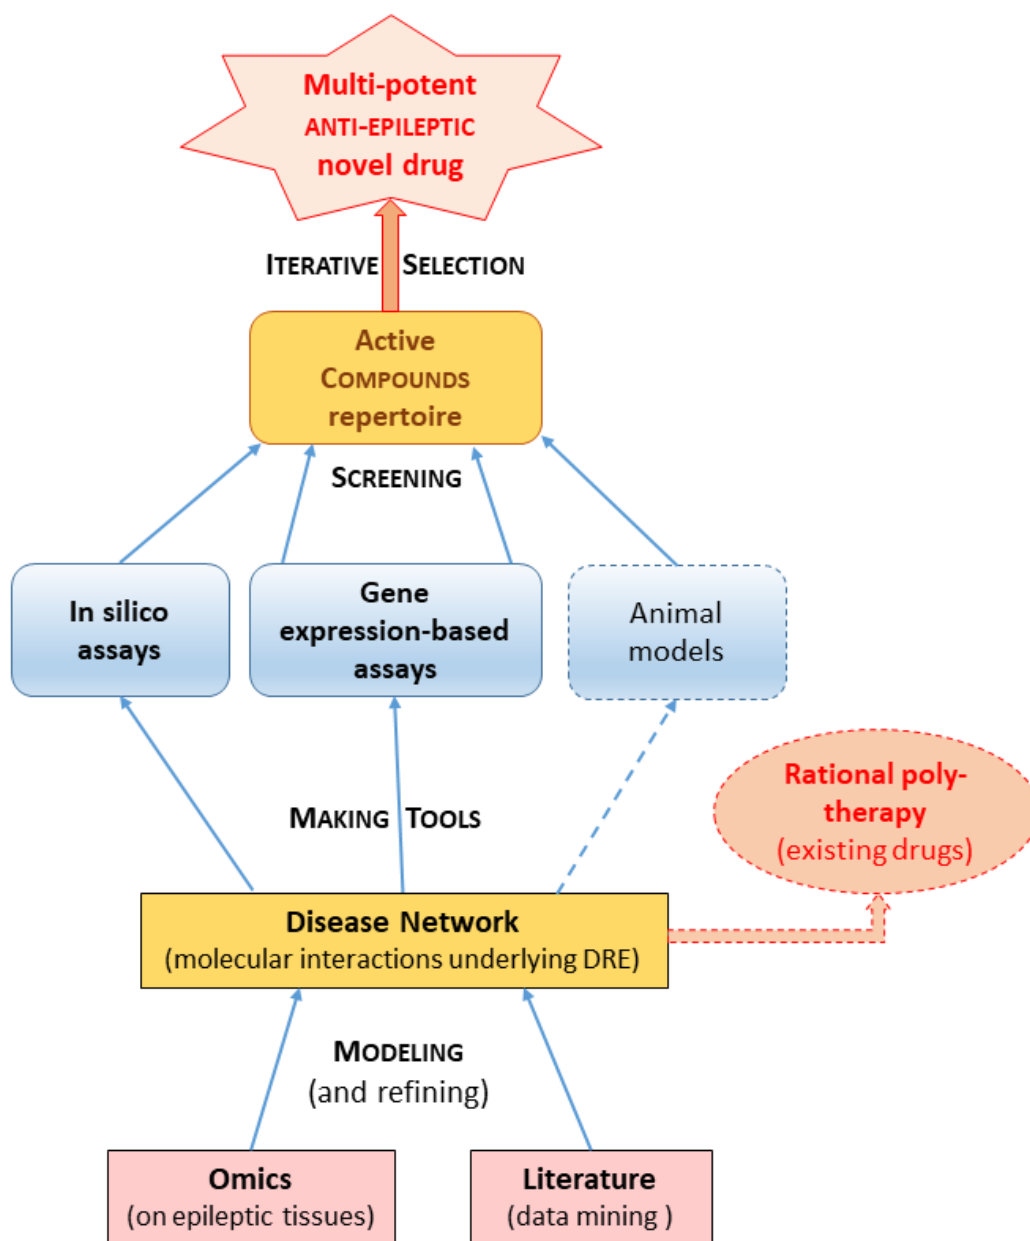 Multi-potent
ANTI-EPILEPTIC
novel drug
ITERATIVE SELECTION
Active
COMPOUNDS
repertoire
SCREENING
In silico
assays
Gene
expression-based
assays
Animal
models
Rational poly-
therapy
(existing drugs)
MAKING TOOLS
Disease Network
(molecular interactions underlying DRE)
MODELING
(and refining)
Omics
(on epileptic tissues)
Literature
(data mining )